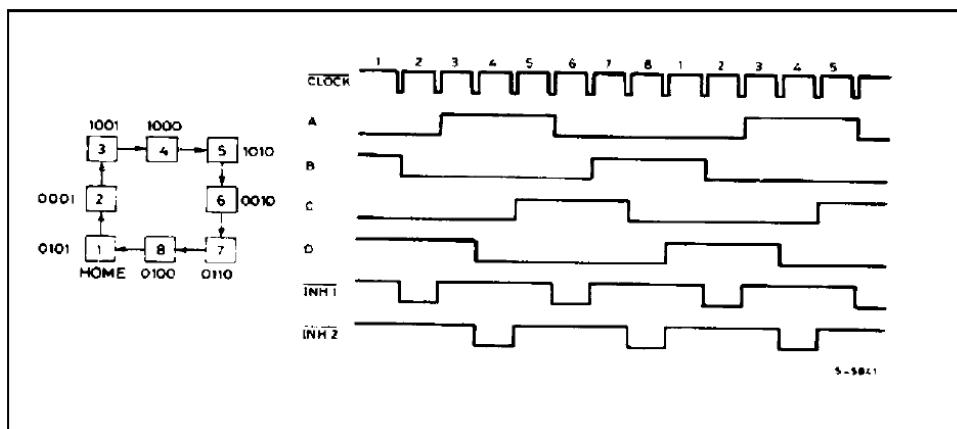 1 2 3 4 5 6 7 8 1 2 3 4 5
CLOCK
A
B
C
D
INH 1
INH 2
1001 1000
3 4 5 1010
0001 2 6 0010
0101 1 8 7
HOME 0100 0110
S-5841